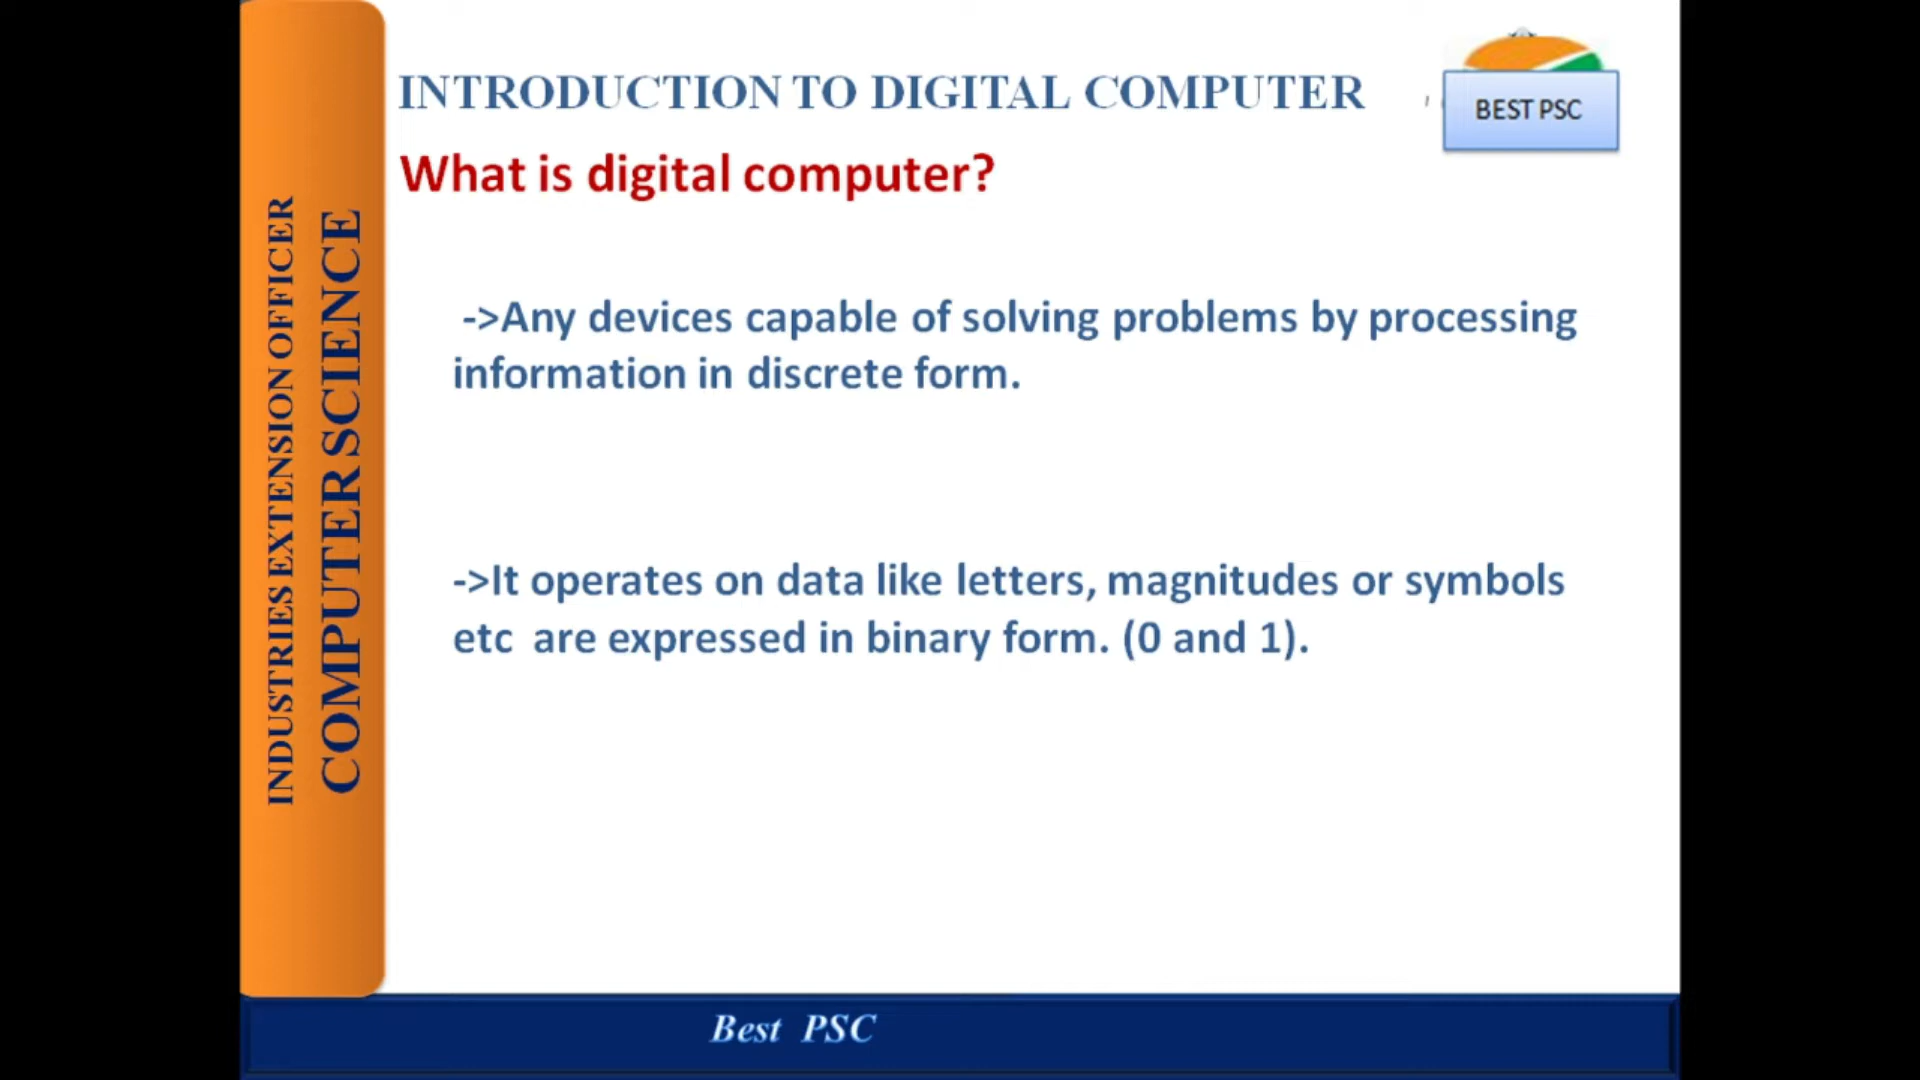 INTRODUCTION TO DIGITAL COMPUTER
BEST PSC
What is digital computer?
->Any devices capable of solving problems by processing
information in discrete form.
->It operates on data like letters, magnitudes or symbols
etc are expressed in binary form. (0 and 1).
INDUSTRIES EXTENSION OFFICER
COMPUTER SCIENCE
Best PSC